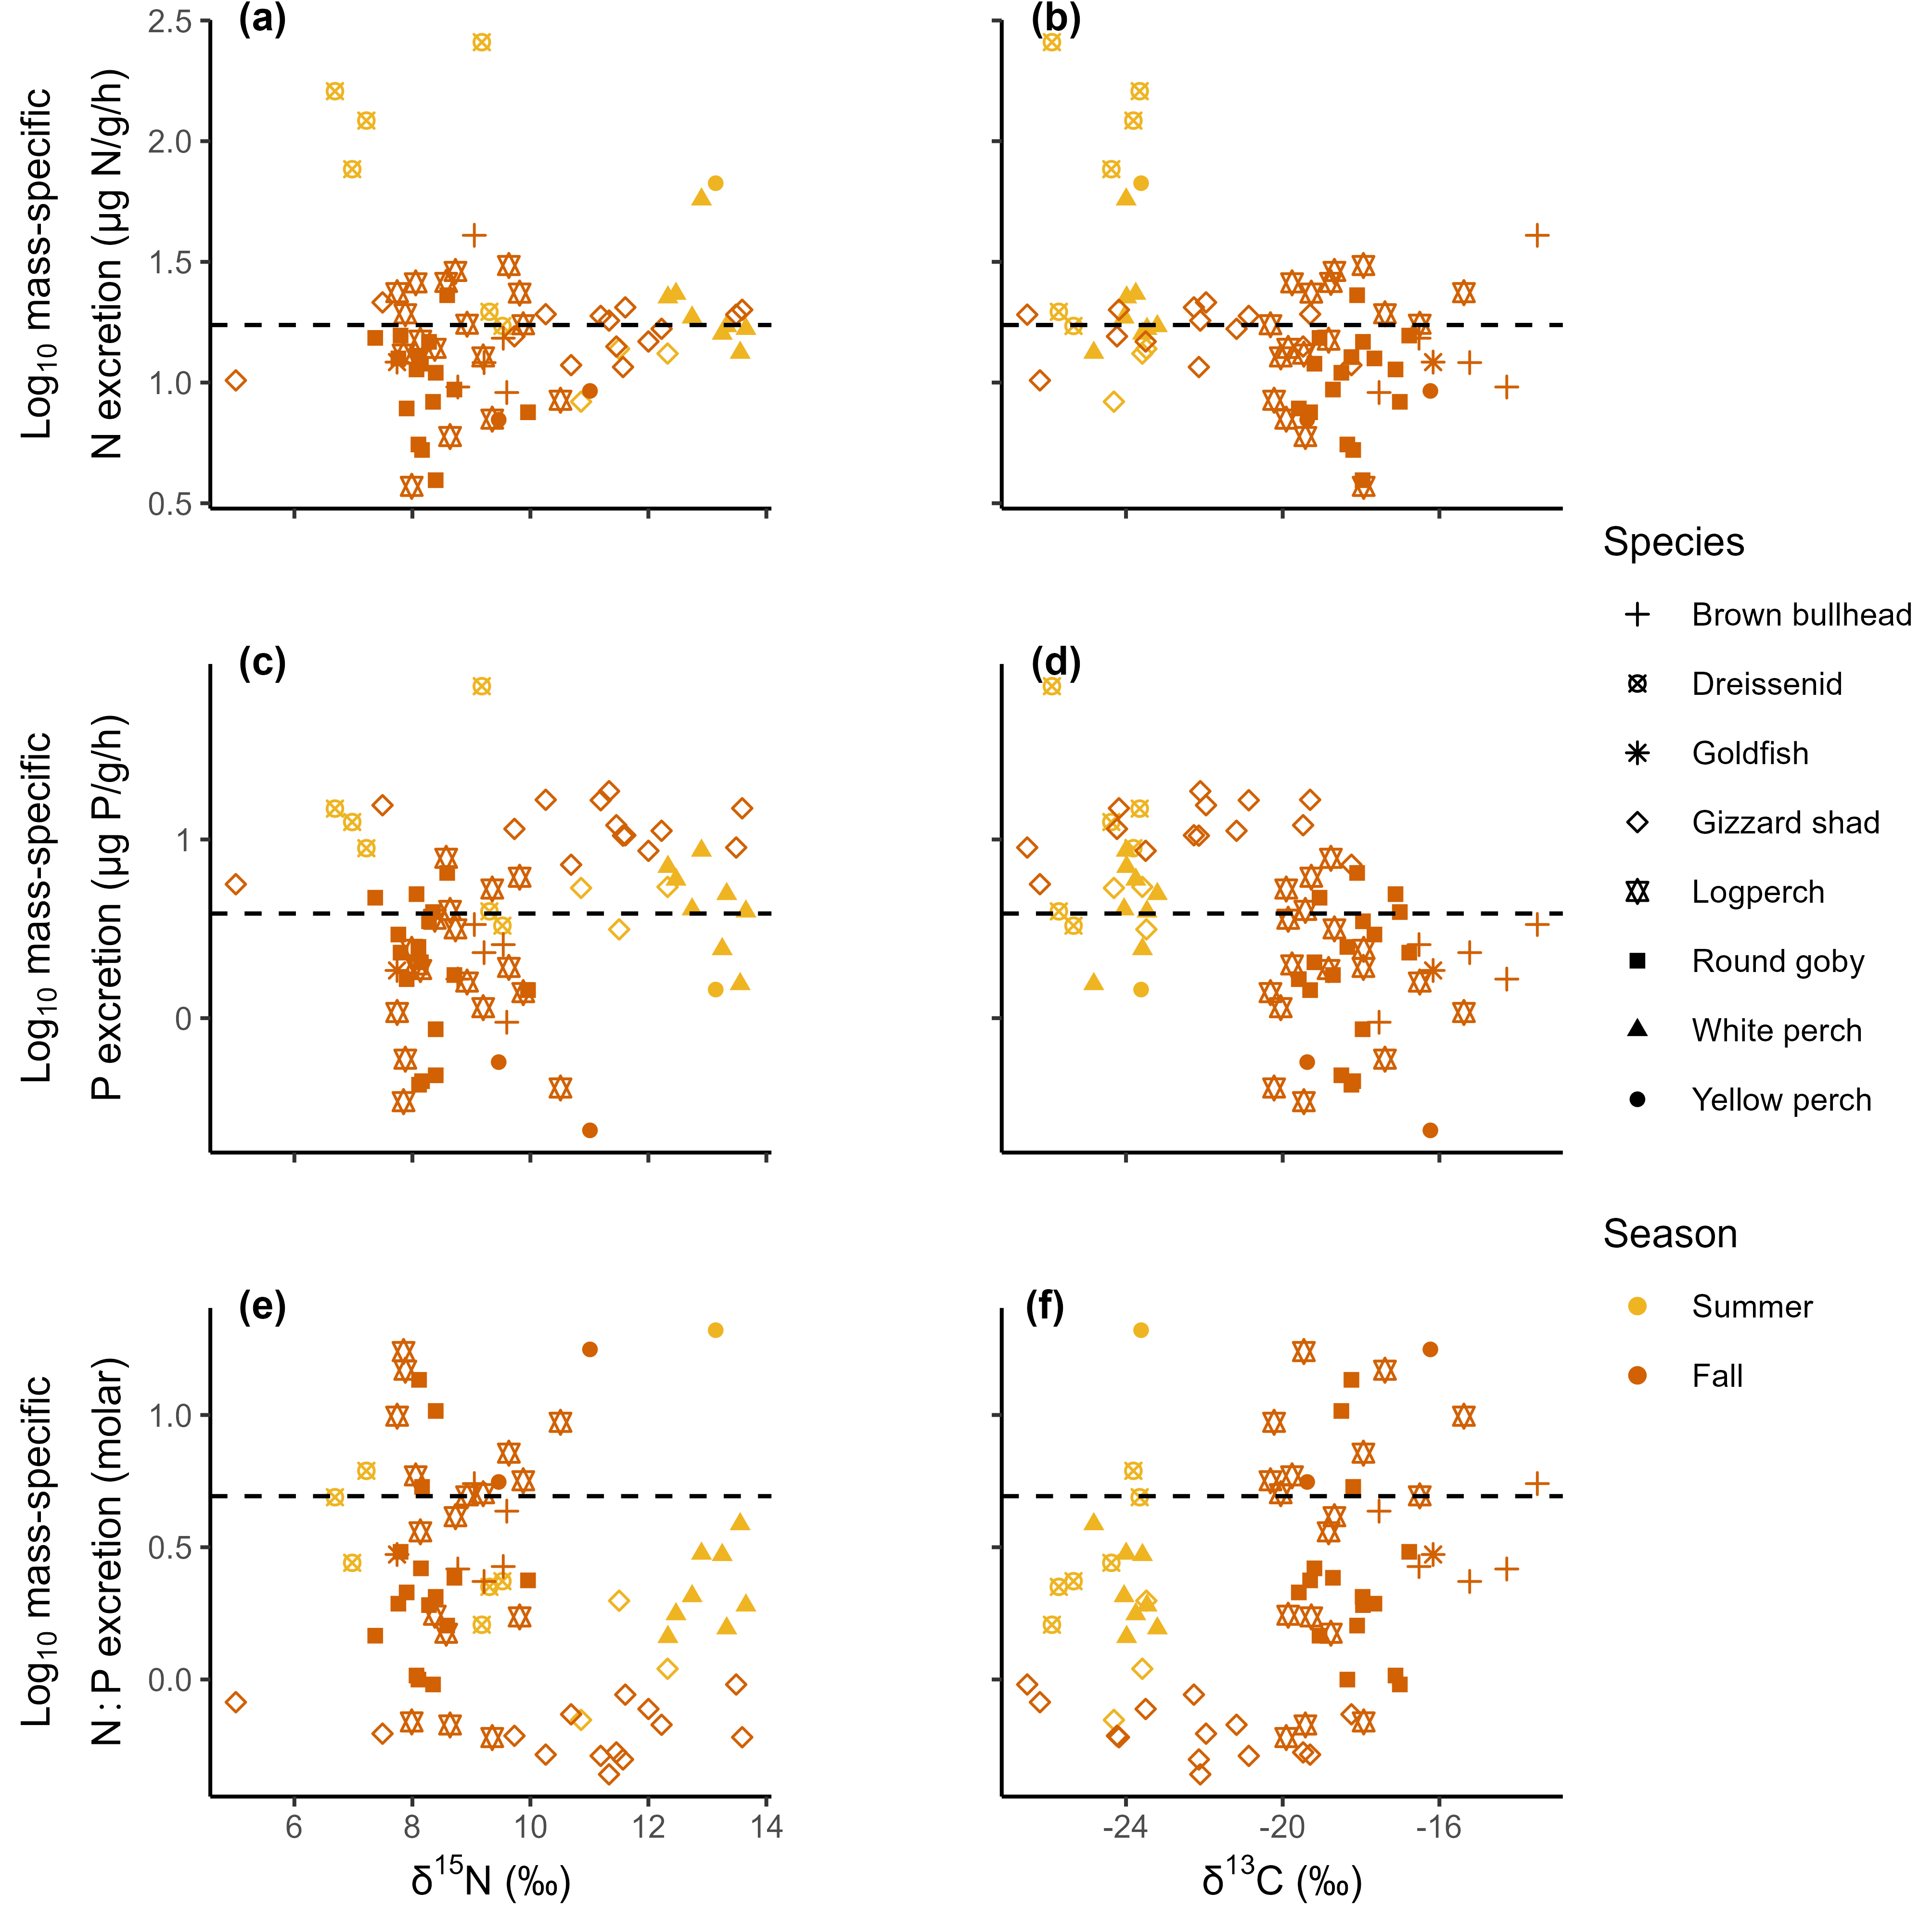 (a)
(b)
Log10 mass-specific
N excretion (µg N/g/h)
2.5
2.0
1.5
1.0
0.5
(c)
(d)
Log10 mass-specific
P excretion (µg P/g/h)
1
0
(e)
(f)
Log10 mass-specific
N : P excretion (molar)
1.0
0.5
0.0
6 8 10 12 14
-24 -20 -16
δ15N (‰)
δ13C (‰)
Species
Brown bullhead
Dreissenid
Goldfish
Gizzard shad
Logperch
Round goby
White perch
Yellow perch
Season
Summer
Fall